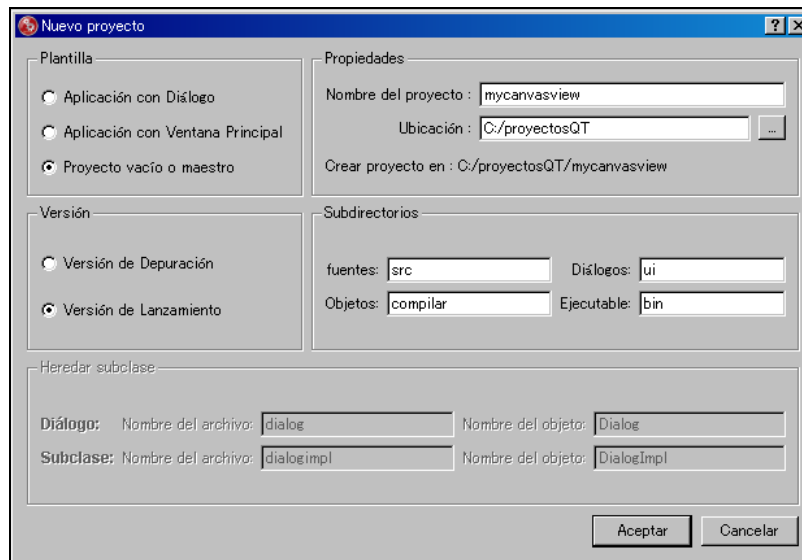 Nuevo proyecto
Plantilla
Aplicación con Diálogo
Aplicación con Ventana Principal
Proyecto vacío o maestro
Propiedades
Nombre del proyecto : mycanvasview
Ubicación : C:/proyectosQT ...
Crear proyecto en : C:/proyectosQT/mycanvasview
Versión
Versión de Depuración
Versión de Lanzamiento
Subdirectorios
fuentes: src Diálogos: ui
Objetos: compilar Ejecutable: bin
Heredar subclase
Diálogo: Nombre del archivo: dialog Nombre del objeto: Dialog
Subclase: Nombre del archivo: dialogimpl Nombre del objeto: DialogImpl
Aceptar Cancelar